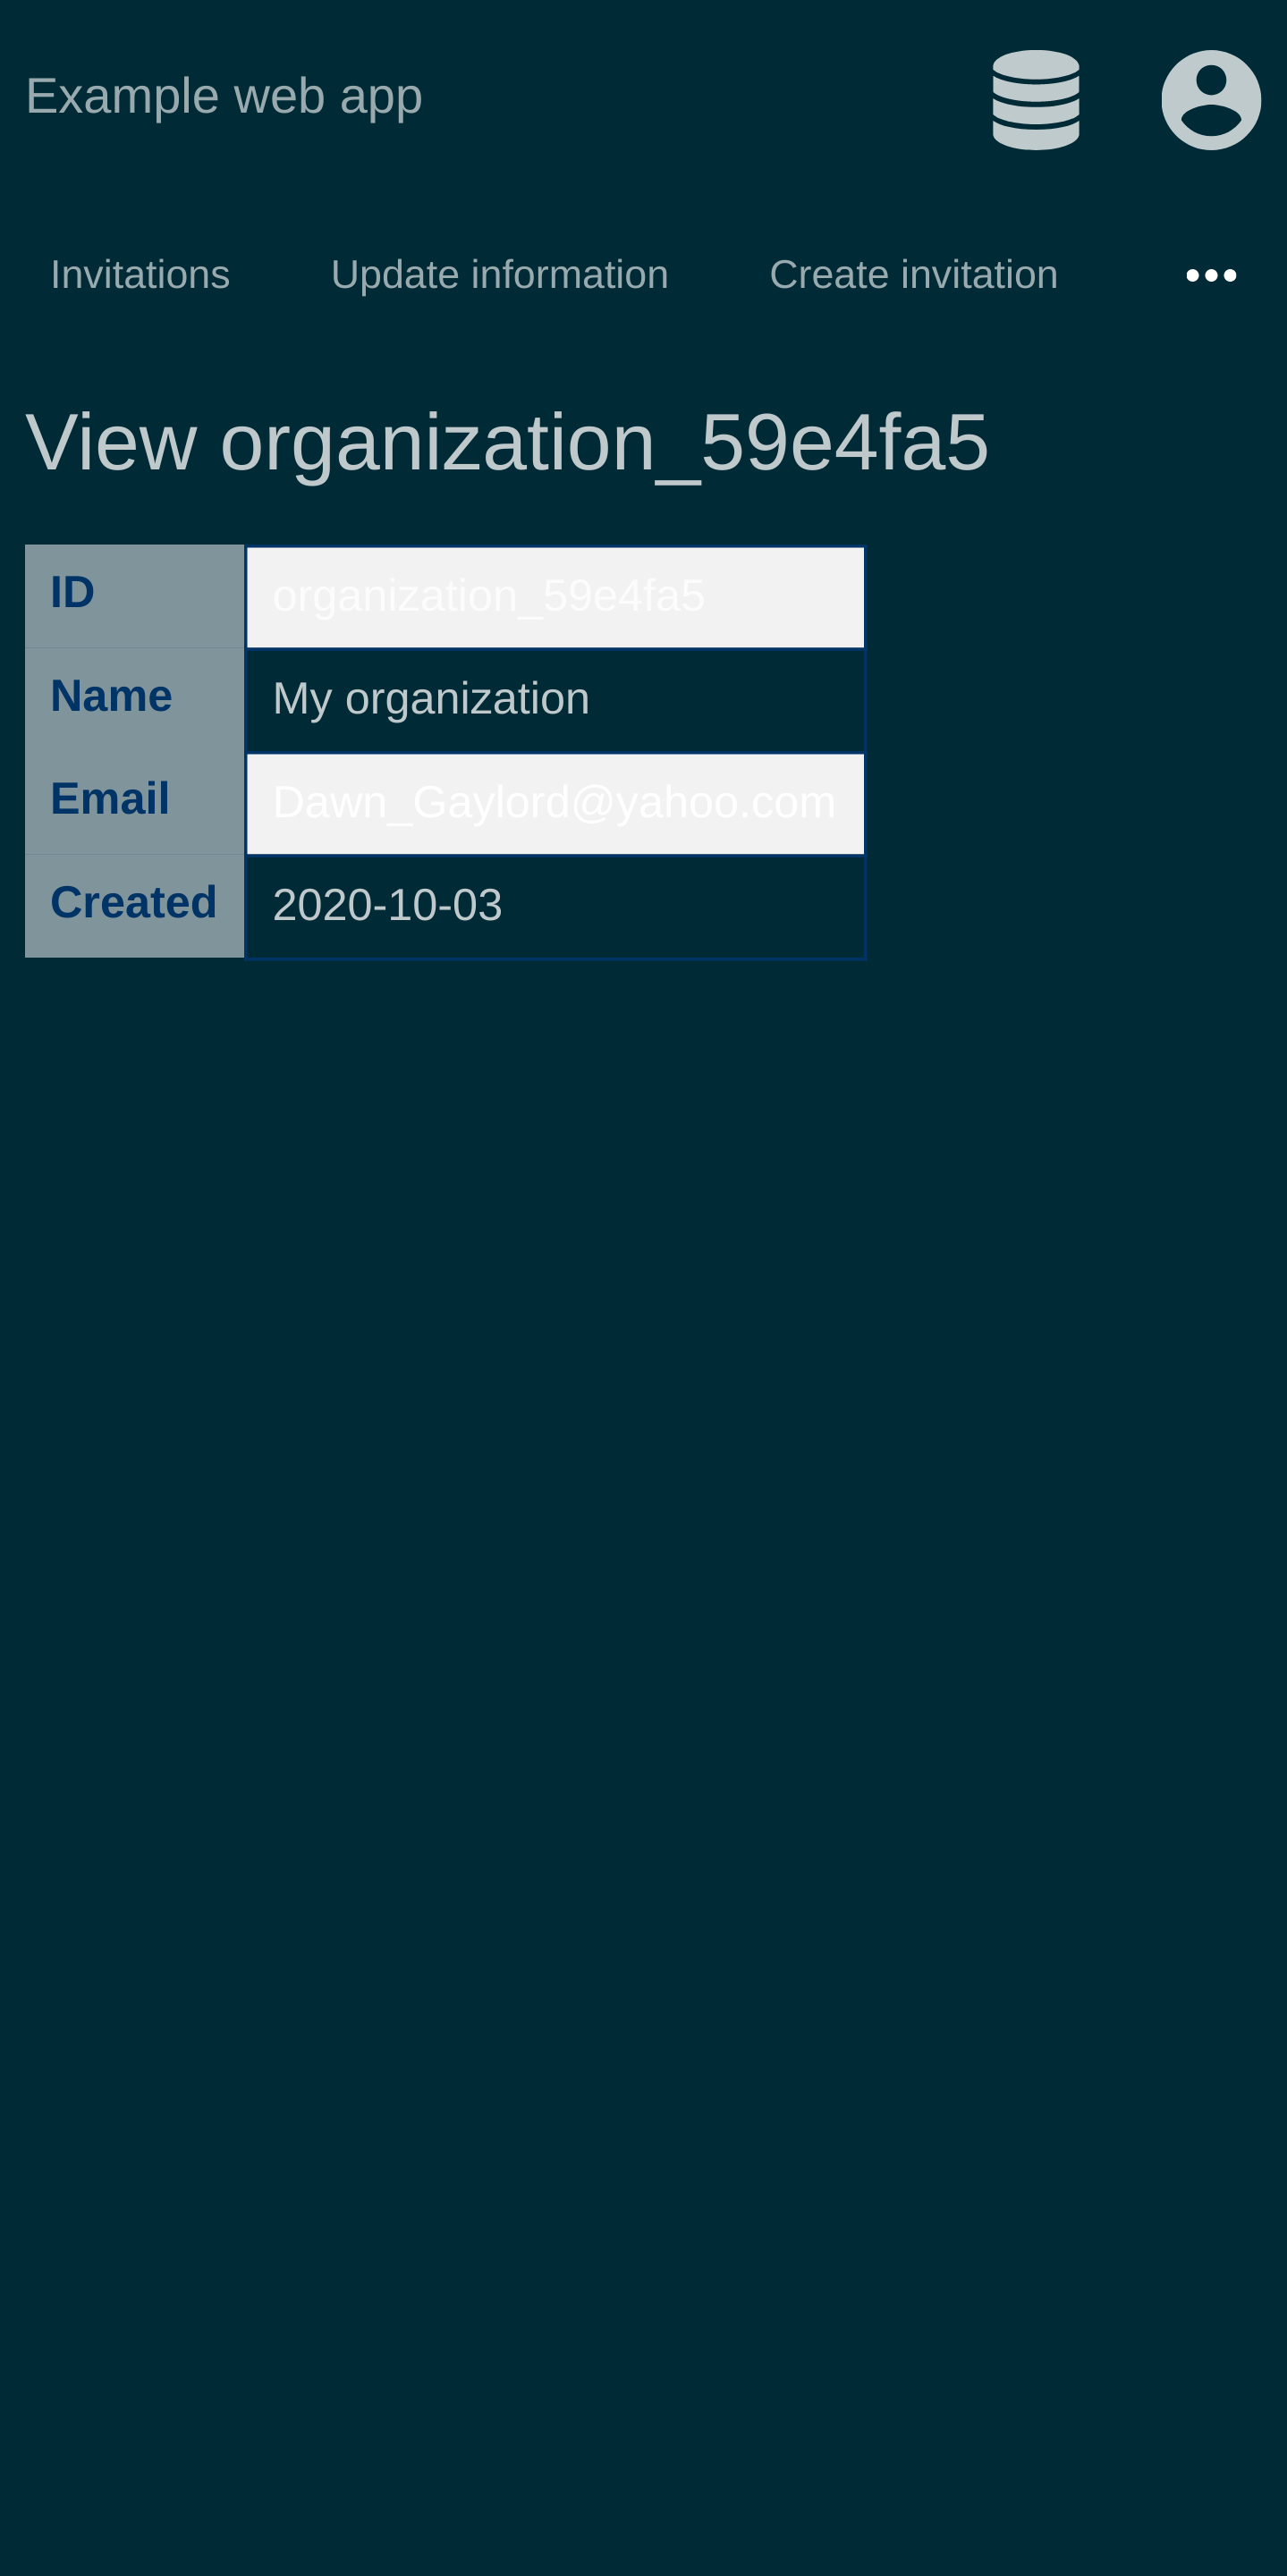 Example web app
Invitations Update information Create invitation
View organization_59e4fa5
ID organization_59e4fa5
Name My organization
Email Dawn_Gaylord@yahoo.com
Created 2020-10-03